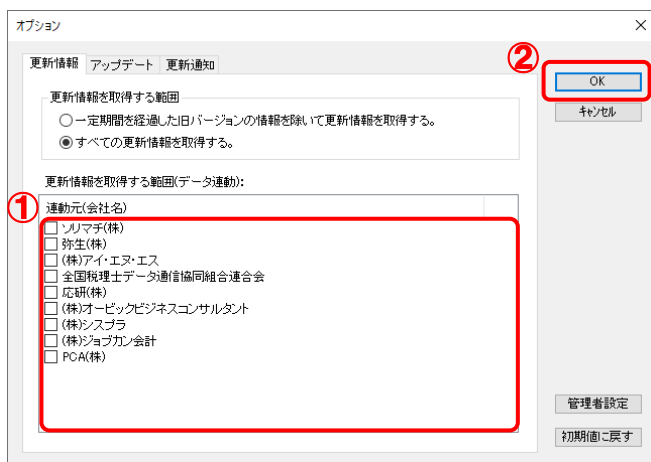 オプション
更新情報 アップデート 更新通知
②
OK
キャンセル
更新情報を取得する範囲
一定期間を経過した旧バージョンの情報を除いて更新情報を取得する。
すべての更新情報を取得する。
更新情報を取得する範囲(データ連動):
①
連動元(会社名)
ソリマチ(株)
弥生(株)
(株)アイ・エヌ・エス
全国税理士データ通信協同組合連合会
応研(株)
(株)オービックビジネスコンサルタント
(株)シスプラ
(株)ジョブカン会計
PCA(株)
管理者設定
初期値に戻す